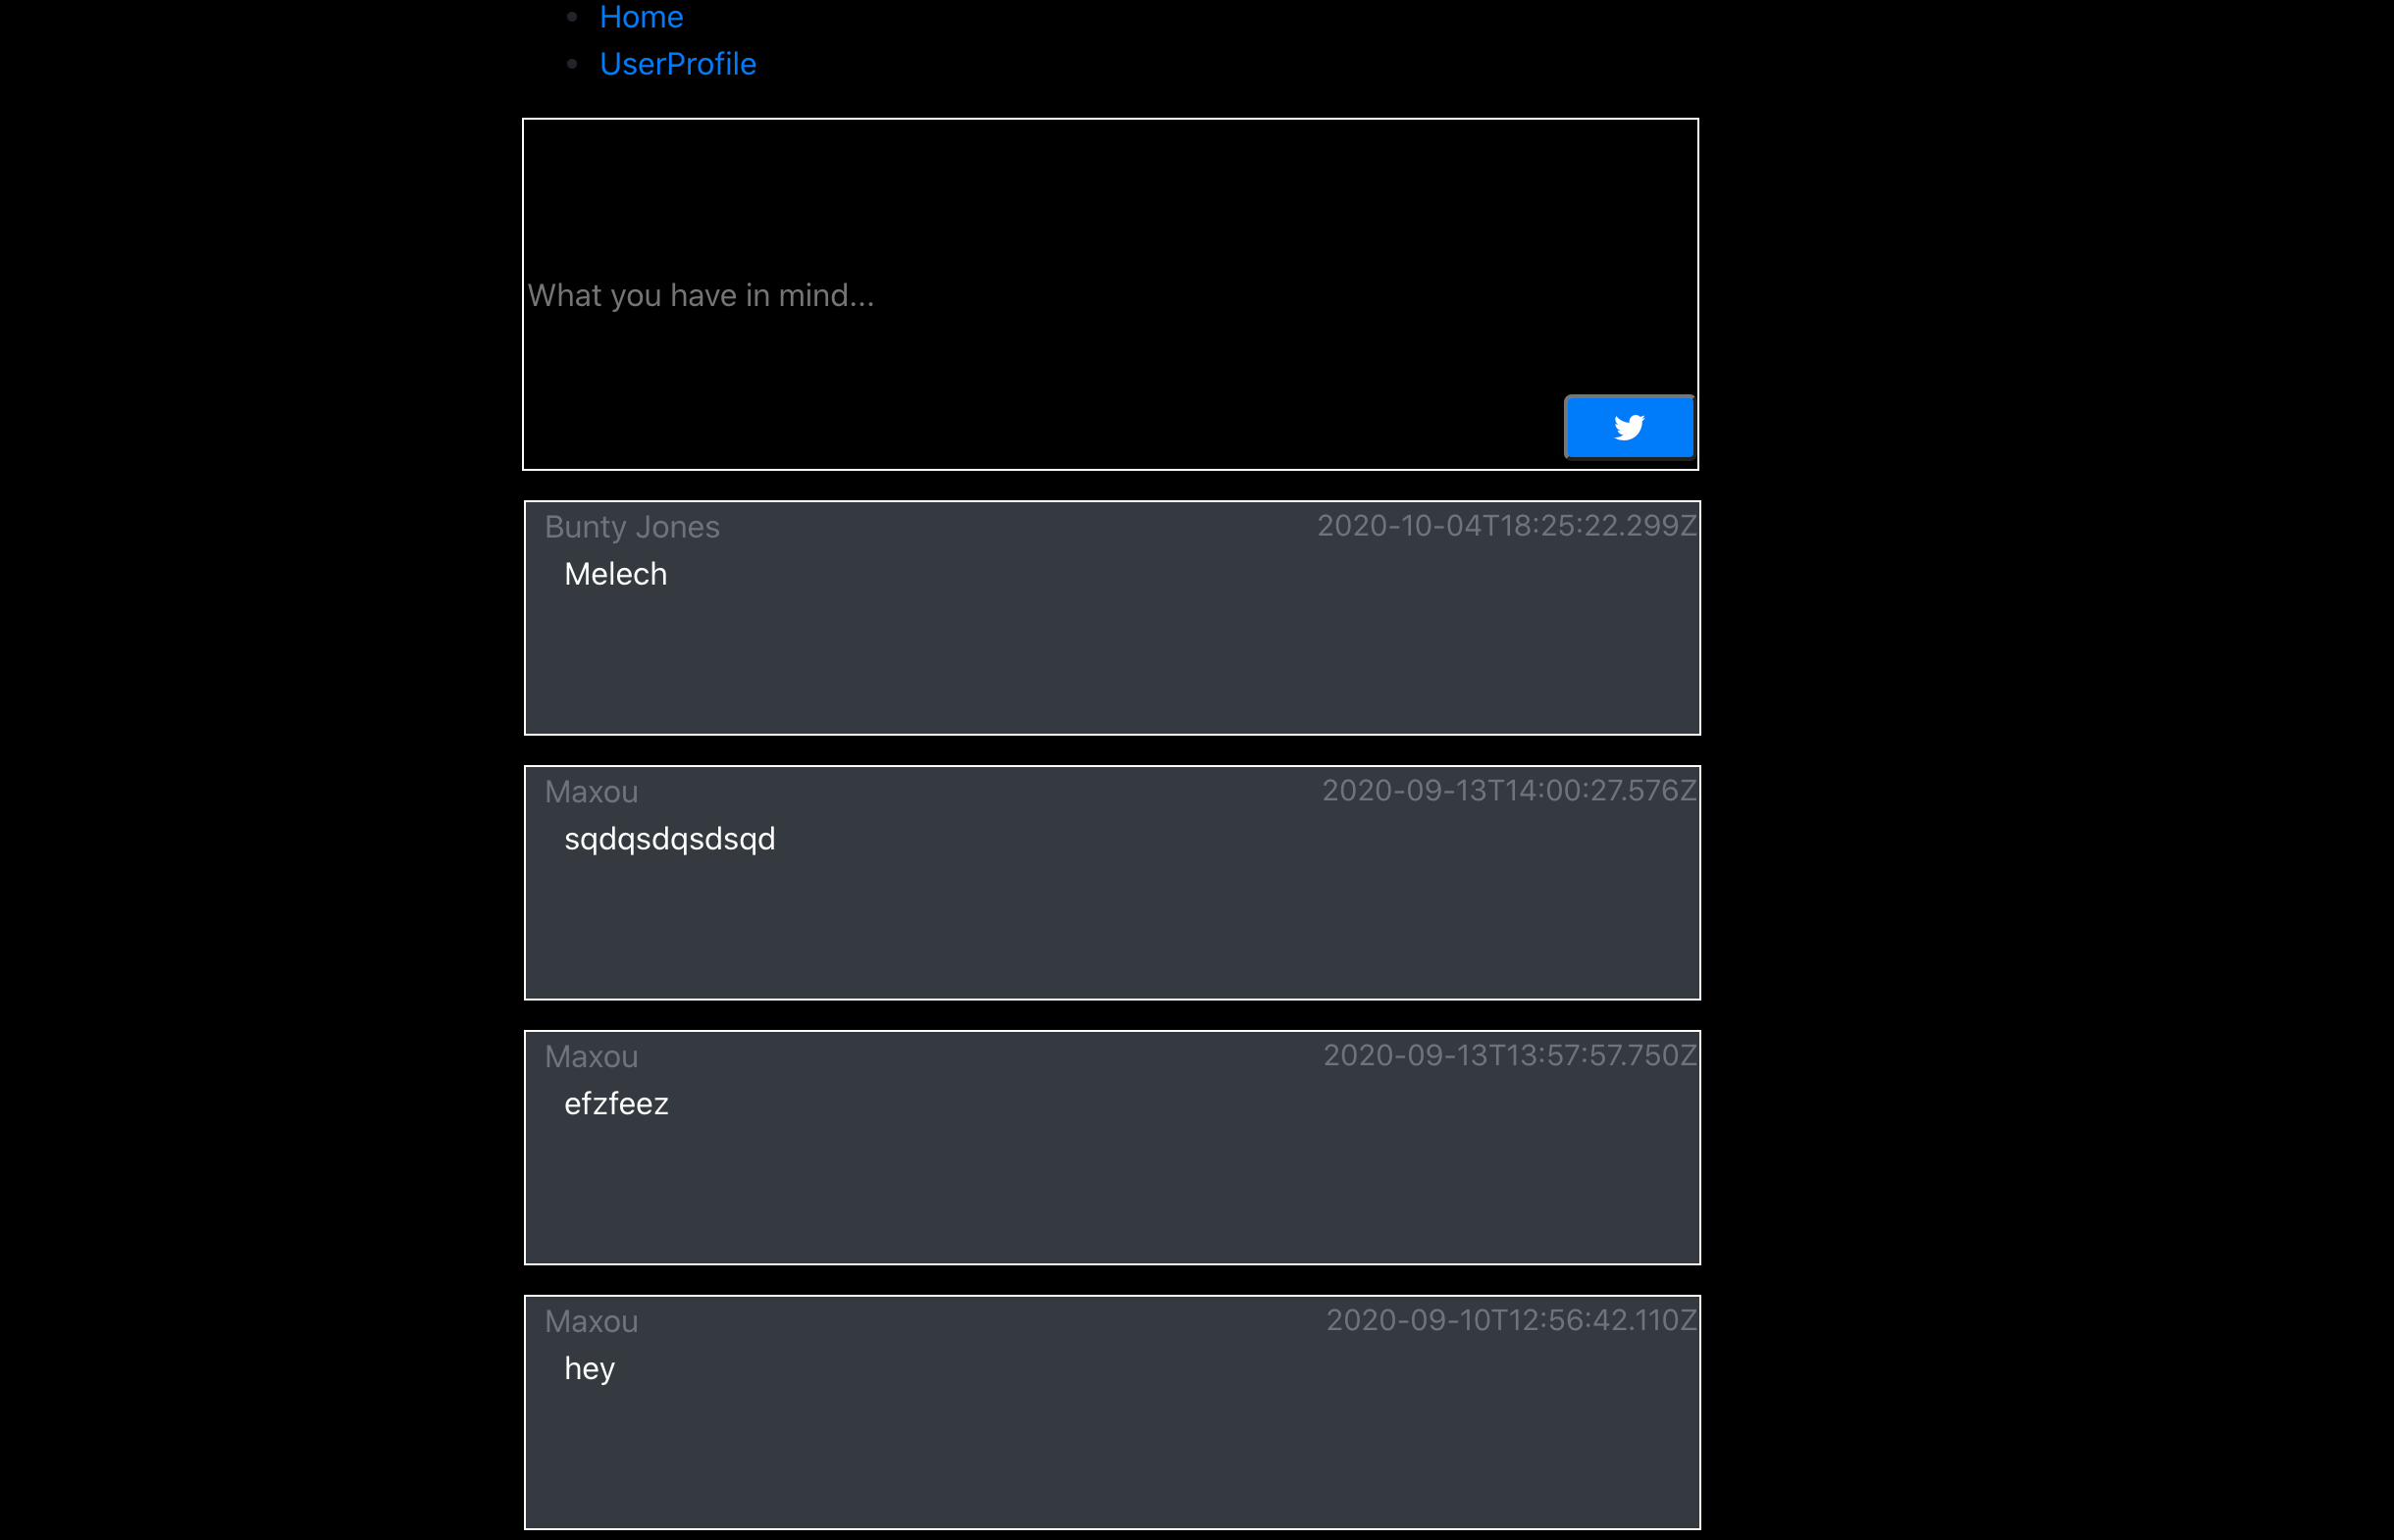 Home
UserProfile
What you have in mind...
Bunty Jones 2020-10-04T18:25:22.299Z
Melech
Maxou 2020-09-13T14:00:27.576Z
sqdqsdqsdsqd
Maxou 2020-09-13T13:57:57.750Z
efzfeez
Maxou 2020-09-10T12:56:42.110Z
hey